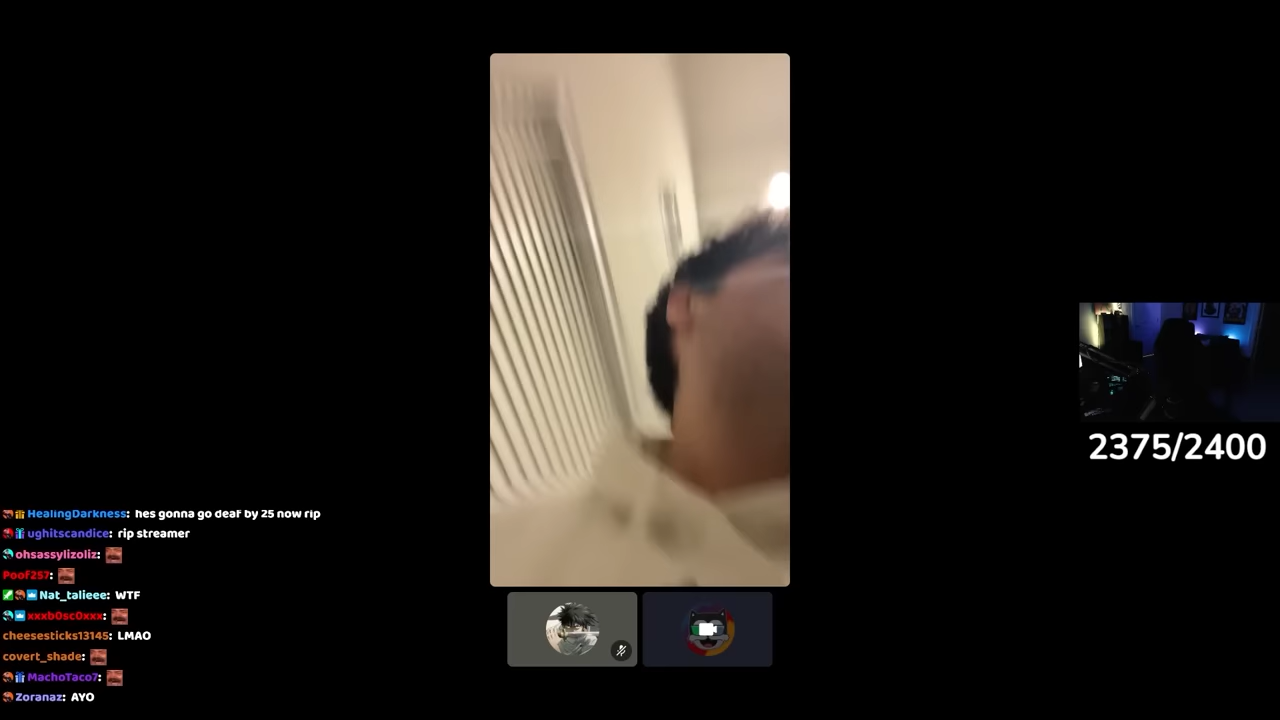 HealingDarkness: hes gonna go deaf by 25 now rip
ughitscandice: rip streamer
ohsassylizoliz:
Poof257:
Nat_talieee: WTF
xxxb0sc0xxx:
cheesesticks13145: LMAO
covert_shade:
MachoTaco7:
Zoranaz: AYO
2375/2400